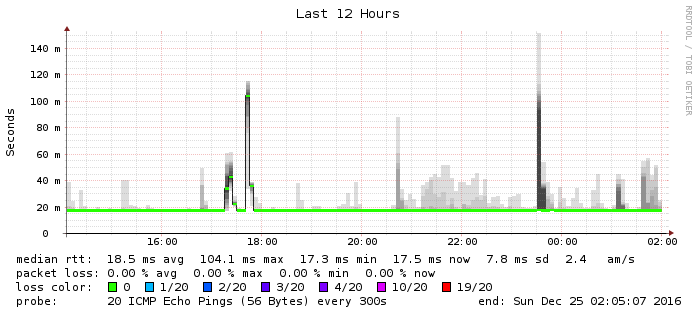 Last 12 Hours
RRDTOOL / TOBI OETIKER
Seconds
140 m
120 m
100 m
80 m
60 m
40 m
20 m
0
16:00 18:00 20:00 22:00 00:00 02:00
median rtt: 18.5 ms avg 104.1 ms max 17.3 ms min 17.5 ms now 7.8 ms sd 2.4 am/s
packet loss: 0.00 % avg 0.00 % max 0.00 % min 0.00 % now
loss color: 0 1/20 2/20 3/20 4/20 10/20 19/20
probe: 20 ICMP Echo Pings (56 Bytes) every 300s end: Sun Dec 25 02:05:07 2016